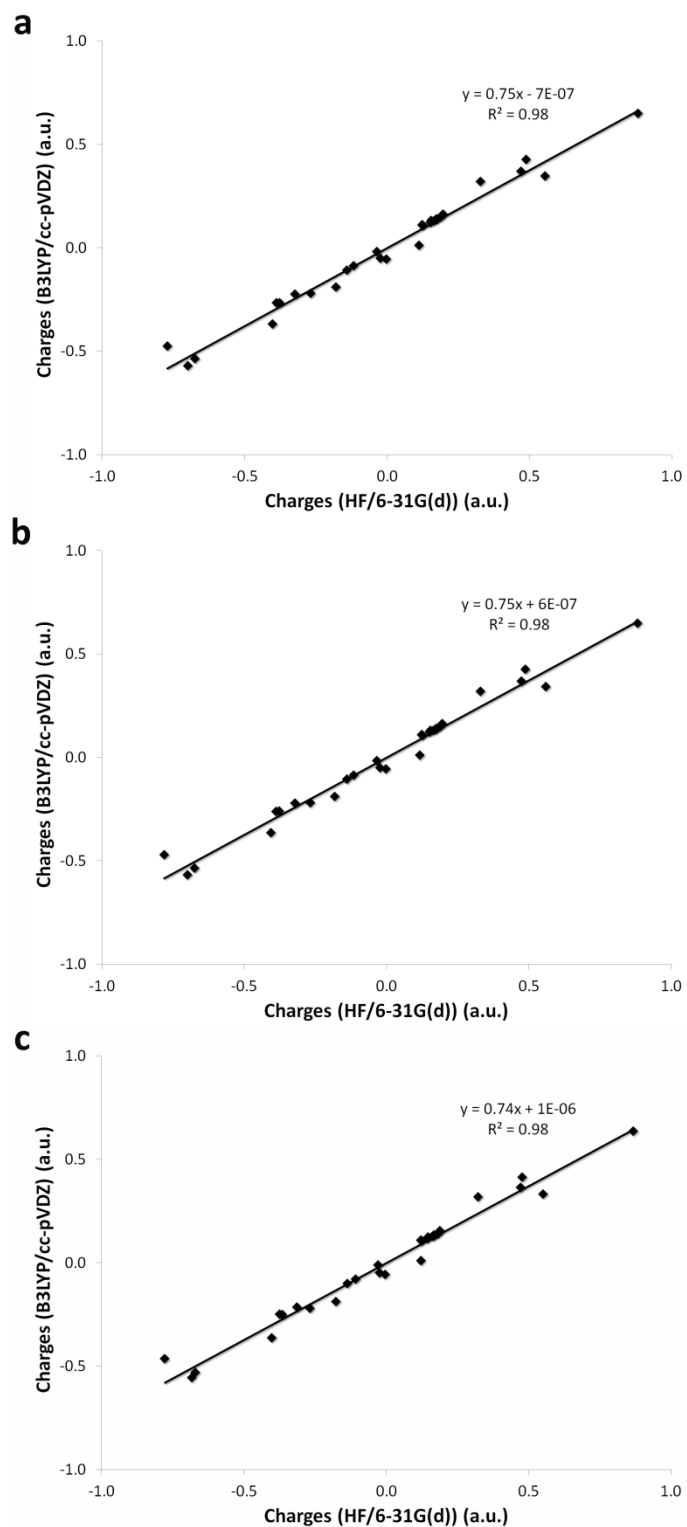 a
1.0
y = 0.75x - 7E-07
R² = 0.98
0.5
0.0
-0.5
-1.0
Charges (B3LYP/cc-pVDZ) (a.u.)
-1.0 -0.5 0.0 0.5 1.0
Charges (HF/6-31G(d)) (a.u.)
b
1.0
y = 0.75x + 6E-07
R² = 0.98
0.5
0.0
-0.5
-1.0
Charges (B3LYP/cc-pVDZ) (a.u.)
-1.0 -0.5 0.0 0.5 1.0
Charges (HF/6-31G(d)) (a.u.)
c
1.0
y = 0.74x + 1E-06
R² = 0.98
0.5
0.0
-0.5
-1.0
Charges (B3LYP/cc-pVDZ) (a.u.)
-1.0 -0.5 0.0 0.5 1.0
Charges (HF/6-31G(d)) (a.u.)